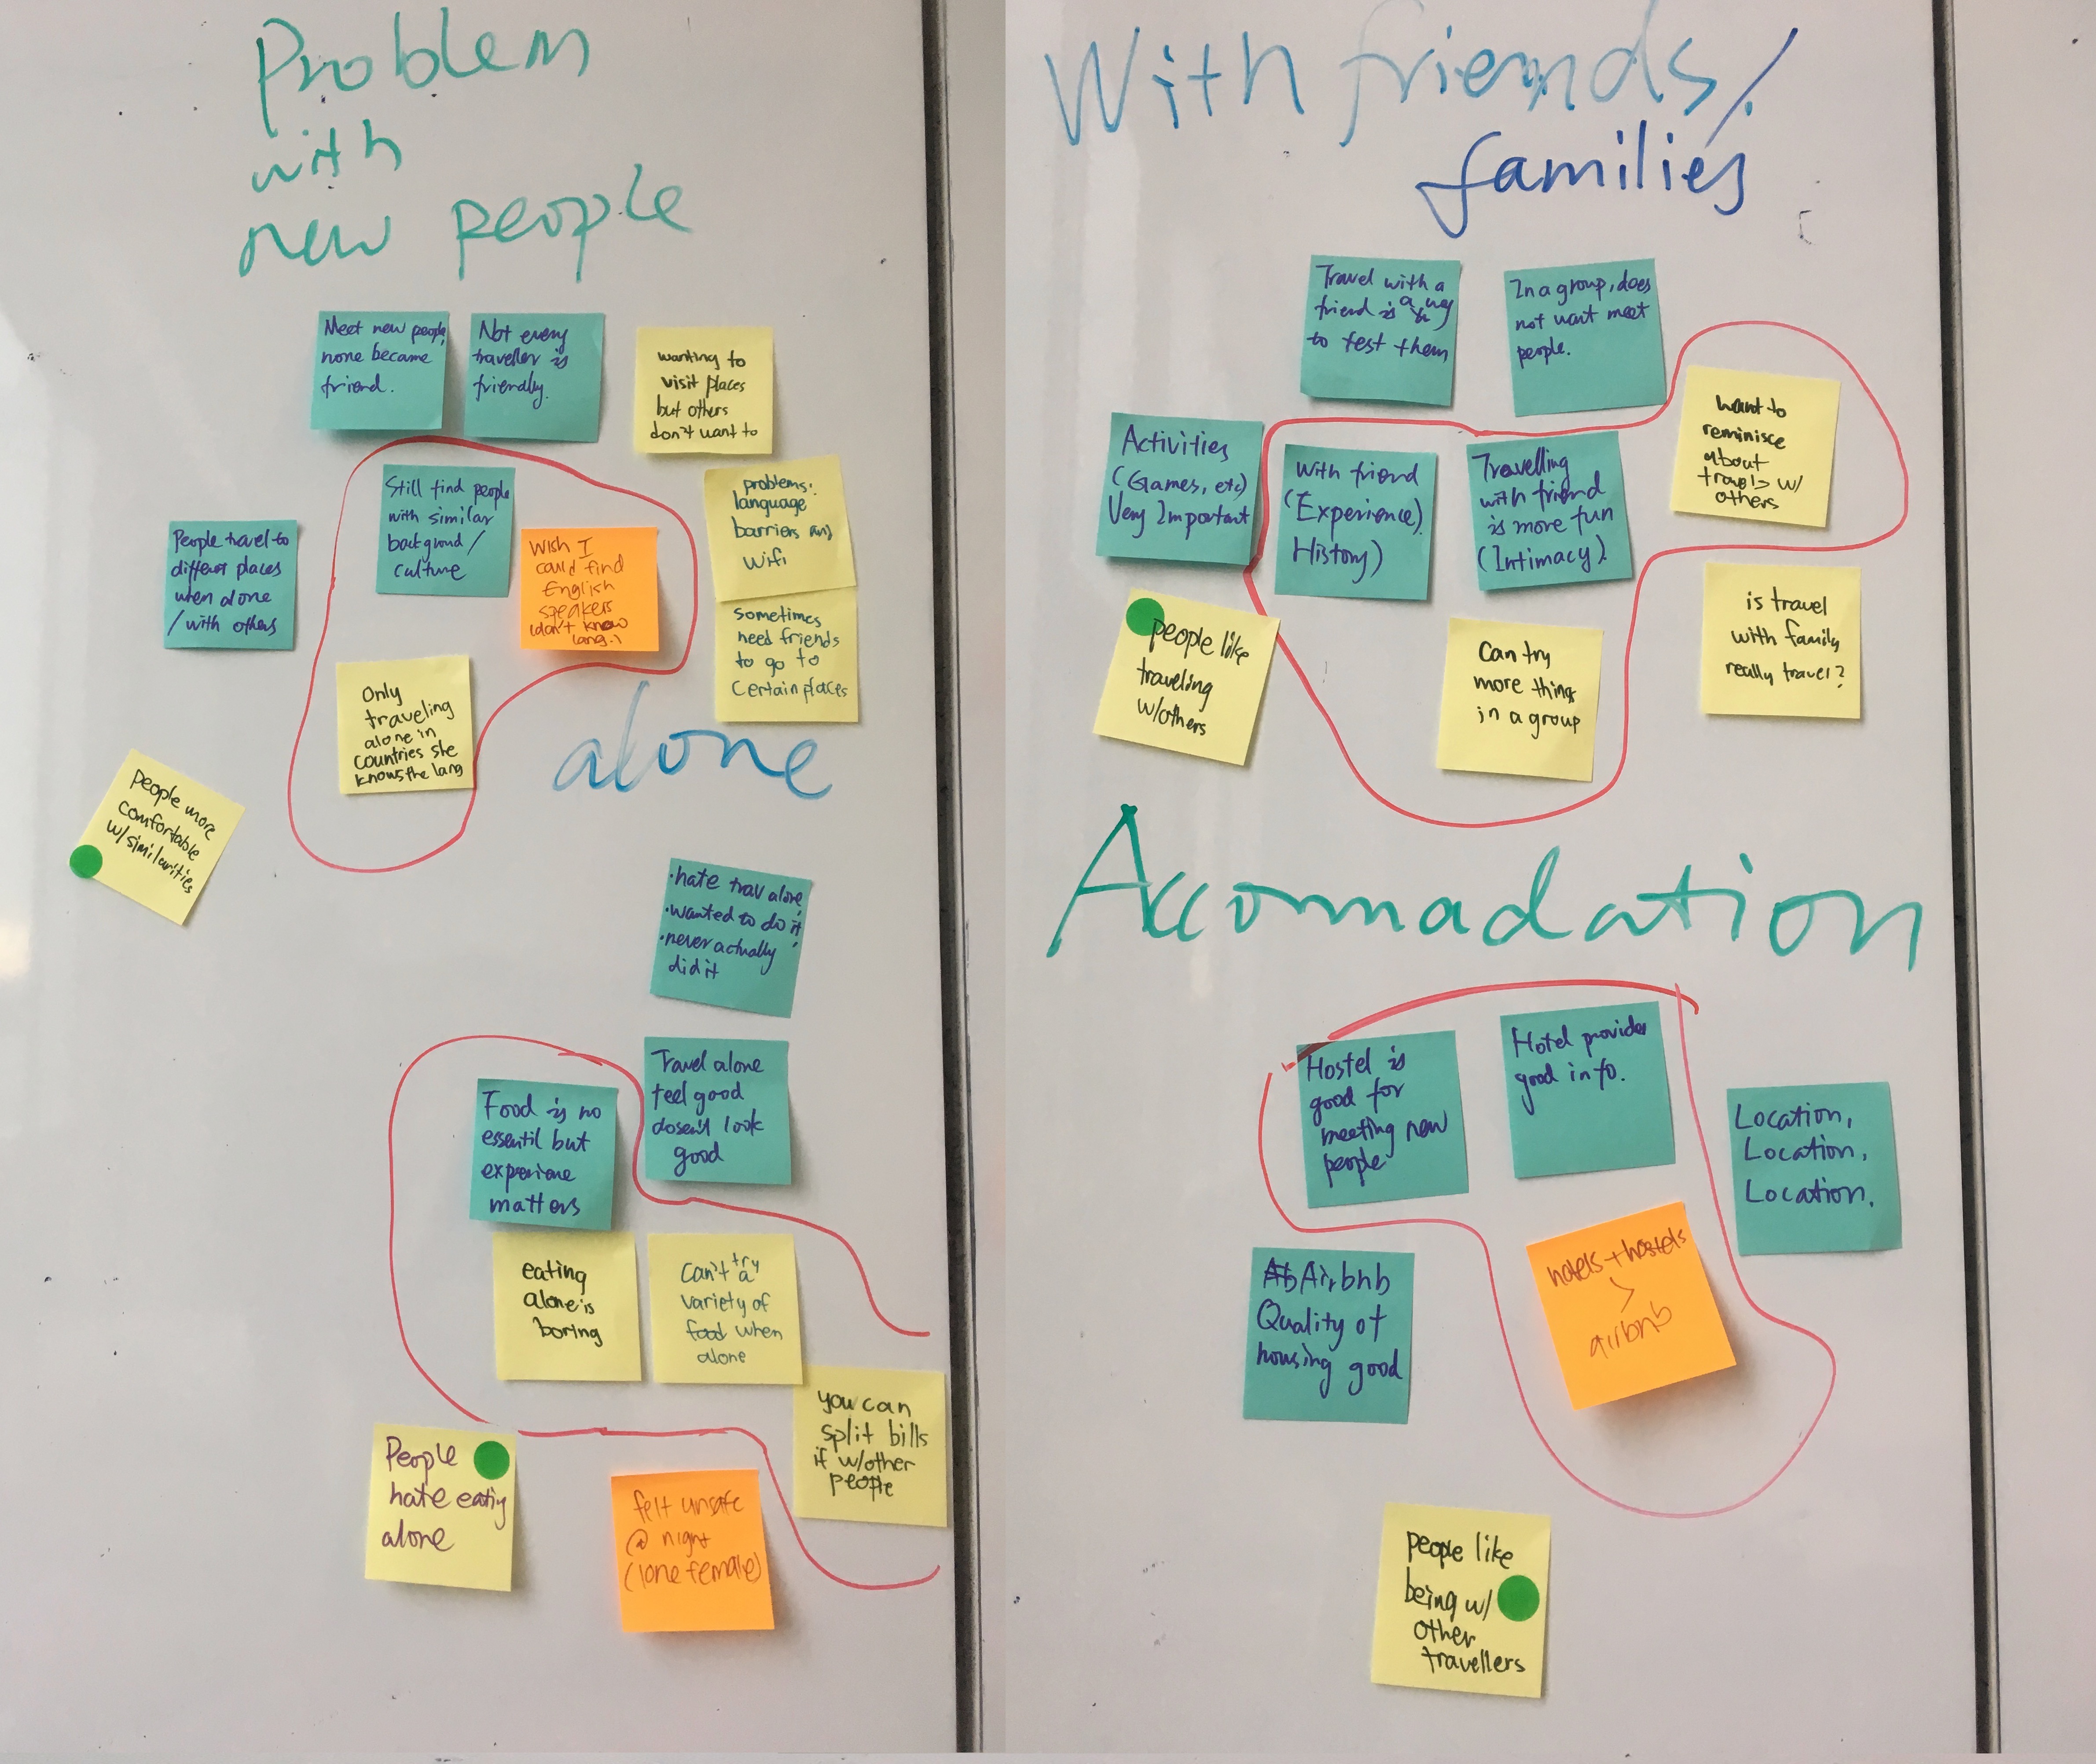 Problem
with
new people
Meet new people,
none became
friend.
Not every
traveller is
friendly.
wanting to
visit places
but others
don't want to
Still find people
with similar
backgroud/
culture
Wish I
could find
English
speakers
(don't know
lang.)
problems:
language
barriers and
wifi
People travel to
different places
when alone
/with others
sometimes
need friends
to go to
certain places
Only
traveling
alone in
countries she
knows the lang
People more
comfortable
w/similarities
alone
·hate trav alone,
·wanted to do it,
·never actually
did it
Travel alone
feel good
dosen't look
good
Food is no
essentil but
experience
matters
eating
alone is
boring
Can't try a
variety of
food when
alone
you can
split bills
if w/other
people
People
hate eating
alone
felt unsafe
@ night
(lone female)
With friends/
families
Travel with a
friend is a
to test them
In a group, does
not want meet
people.
want to
reminisce
about
travels w/
others
Activities
(Games, etc)
Very Important
with friend
(Experience)
History)
Travelling
with friend
is more fun
(Intimacy).
people like
traveling
w/others
Can try
more things
in a group
is travel
with family
really travel?
Accomadation
Hostel is
good for
meeting new
people
Hotel provider
good info.
Location,
Location,
Location.
Ab Airbnb
Quality of
housing good
hotels + hostels
>
airbnb
people like
being w/
other
travellers